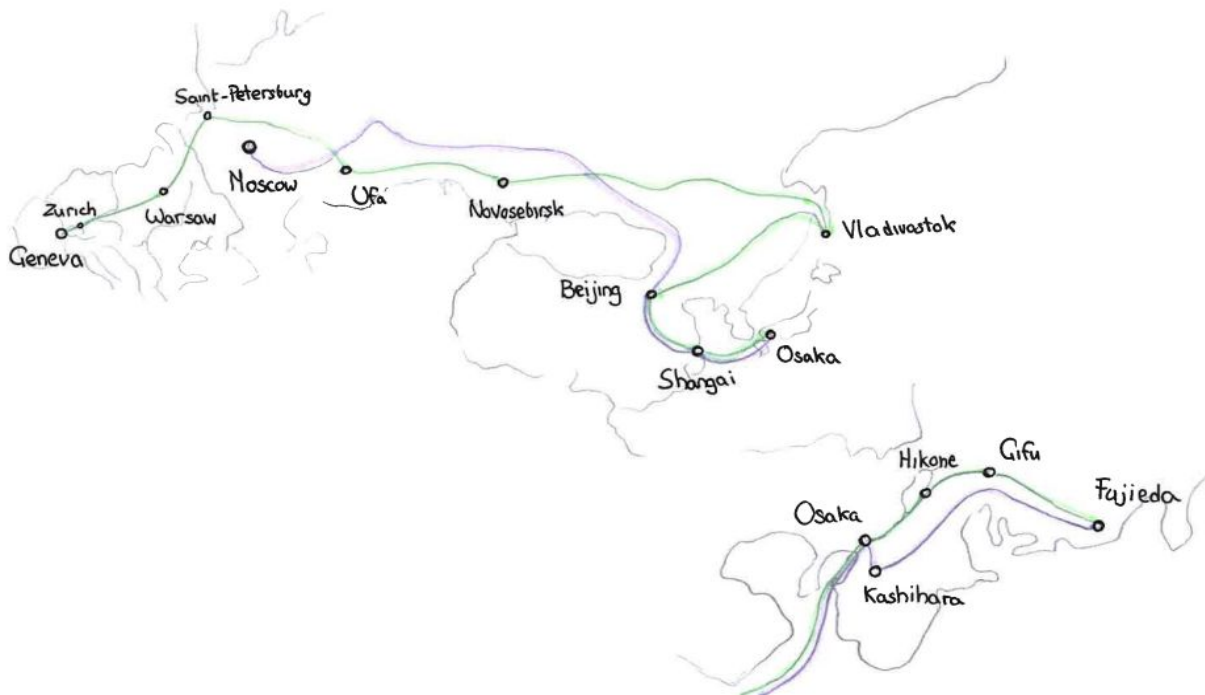 Saint-Petersburg
Moscow
Ufa
Zurich
Warsaw
Novosebirsk
Geneva
Vladivastok
Beijing
Osaka
Shangai
Hikone
Gifu
Fujieda
Osaka
Kashihara